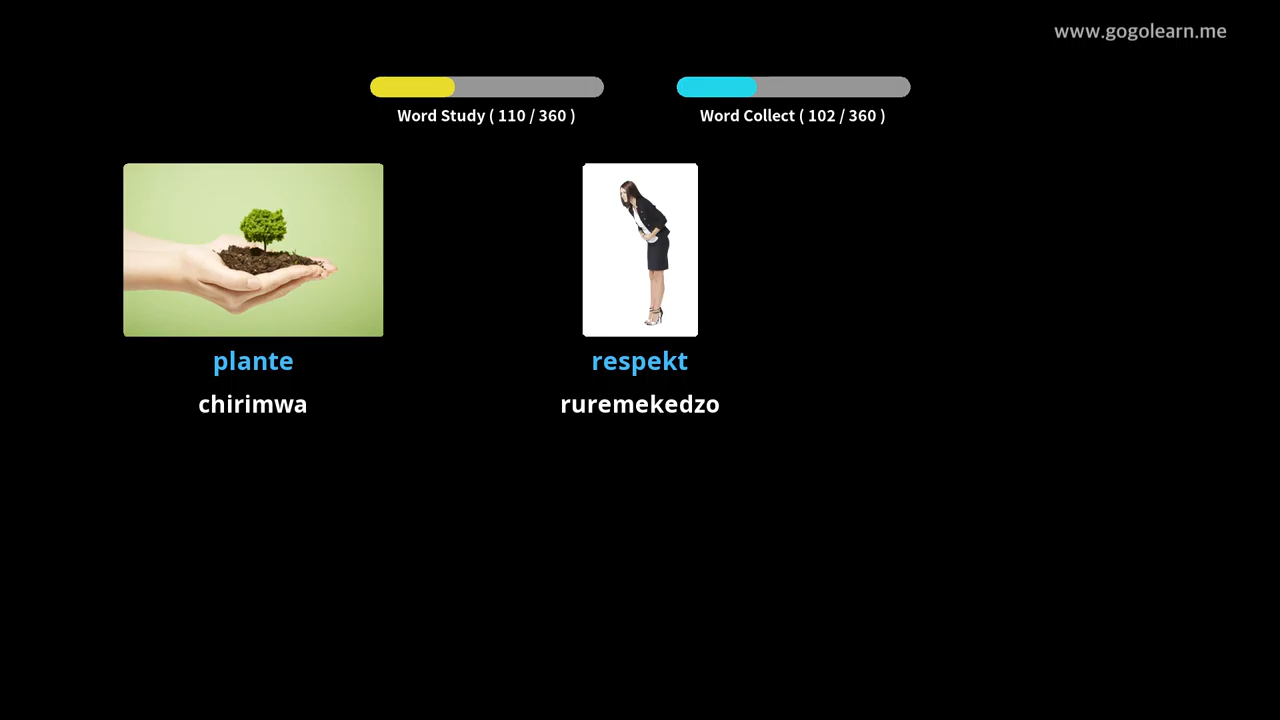 www.gogolearn.me
Word Study ( 110 / 360 )
Word Collect ( 102 / 360 )
plante
chirimwa
respekt
ruremekedzo